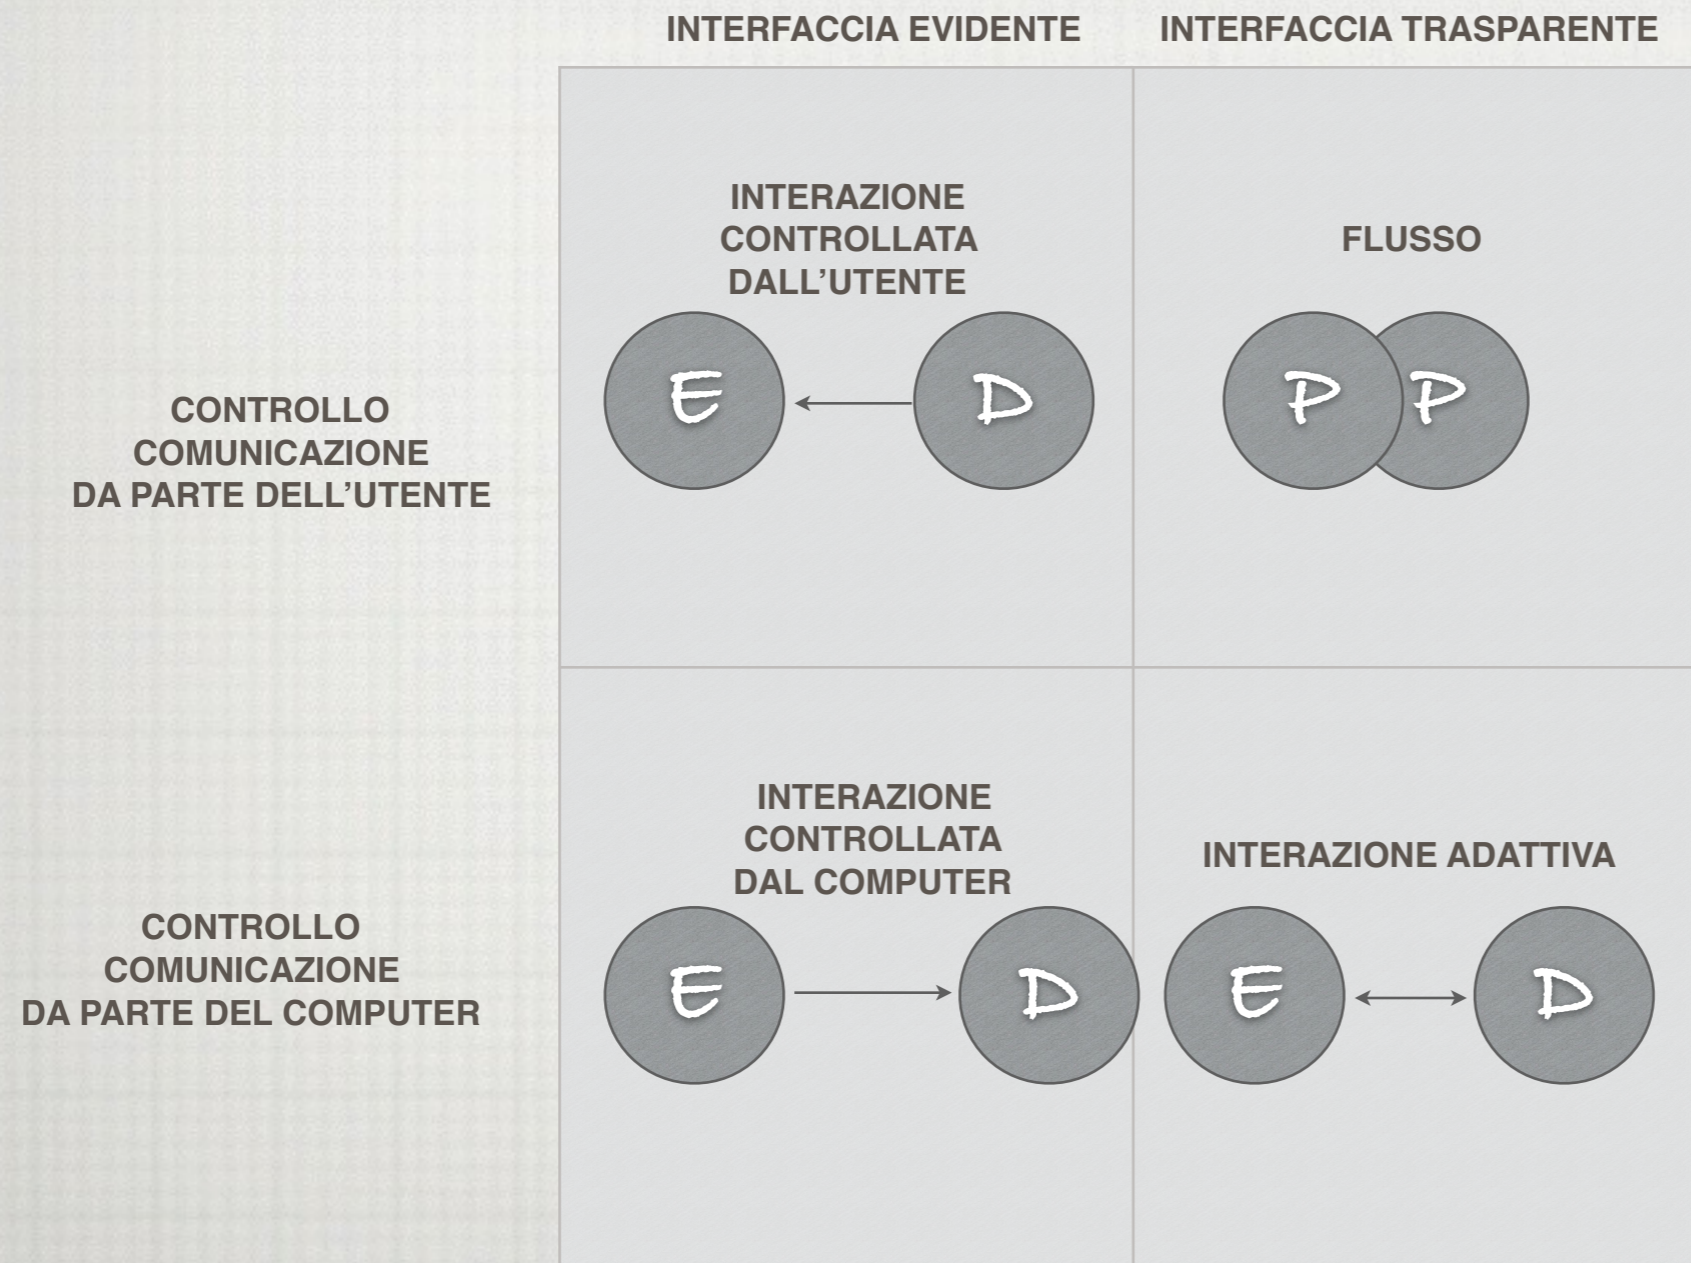 INTERFACCIA EVIDENTE
INTERFACCIA TRASPARENTE
CONTROLLO
COMUNICAZIONE
DA PARTE DELL'UTENTE
INTERAZIONE
CONTROLLATA
DALL'UTENTE
E
D
FLUSSO
P
P
CONTROLLO
COMUNICAZIONE
DA PARTE DEL COMPUTER
INTERAZIONE
CONTROLLATA
DAL COMPUTER
E
D
INTERAZIONE ADATTIVA
E
D